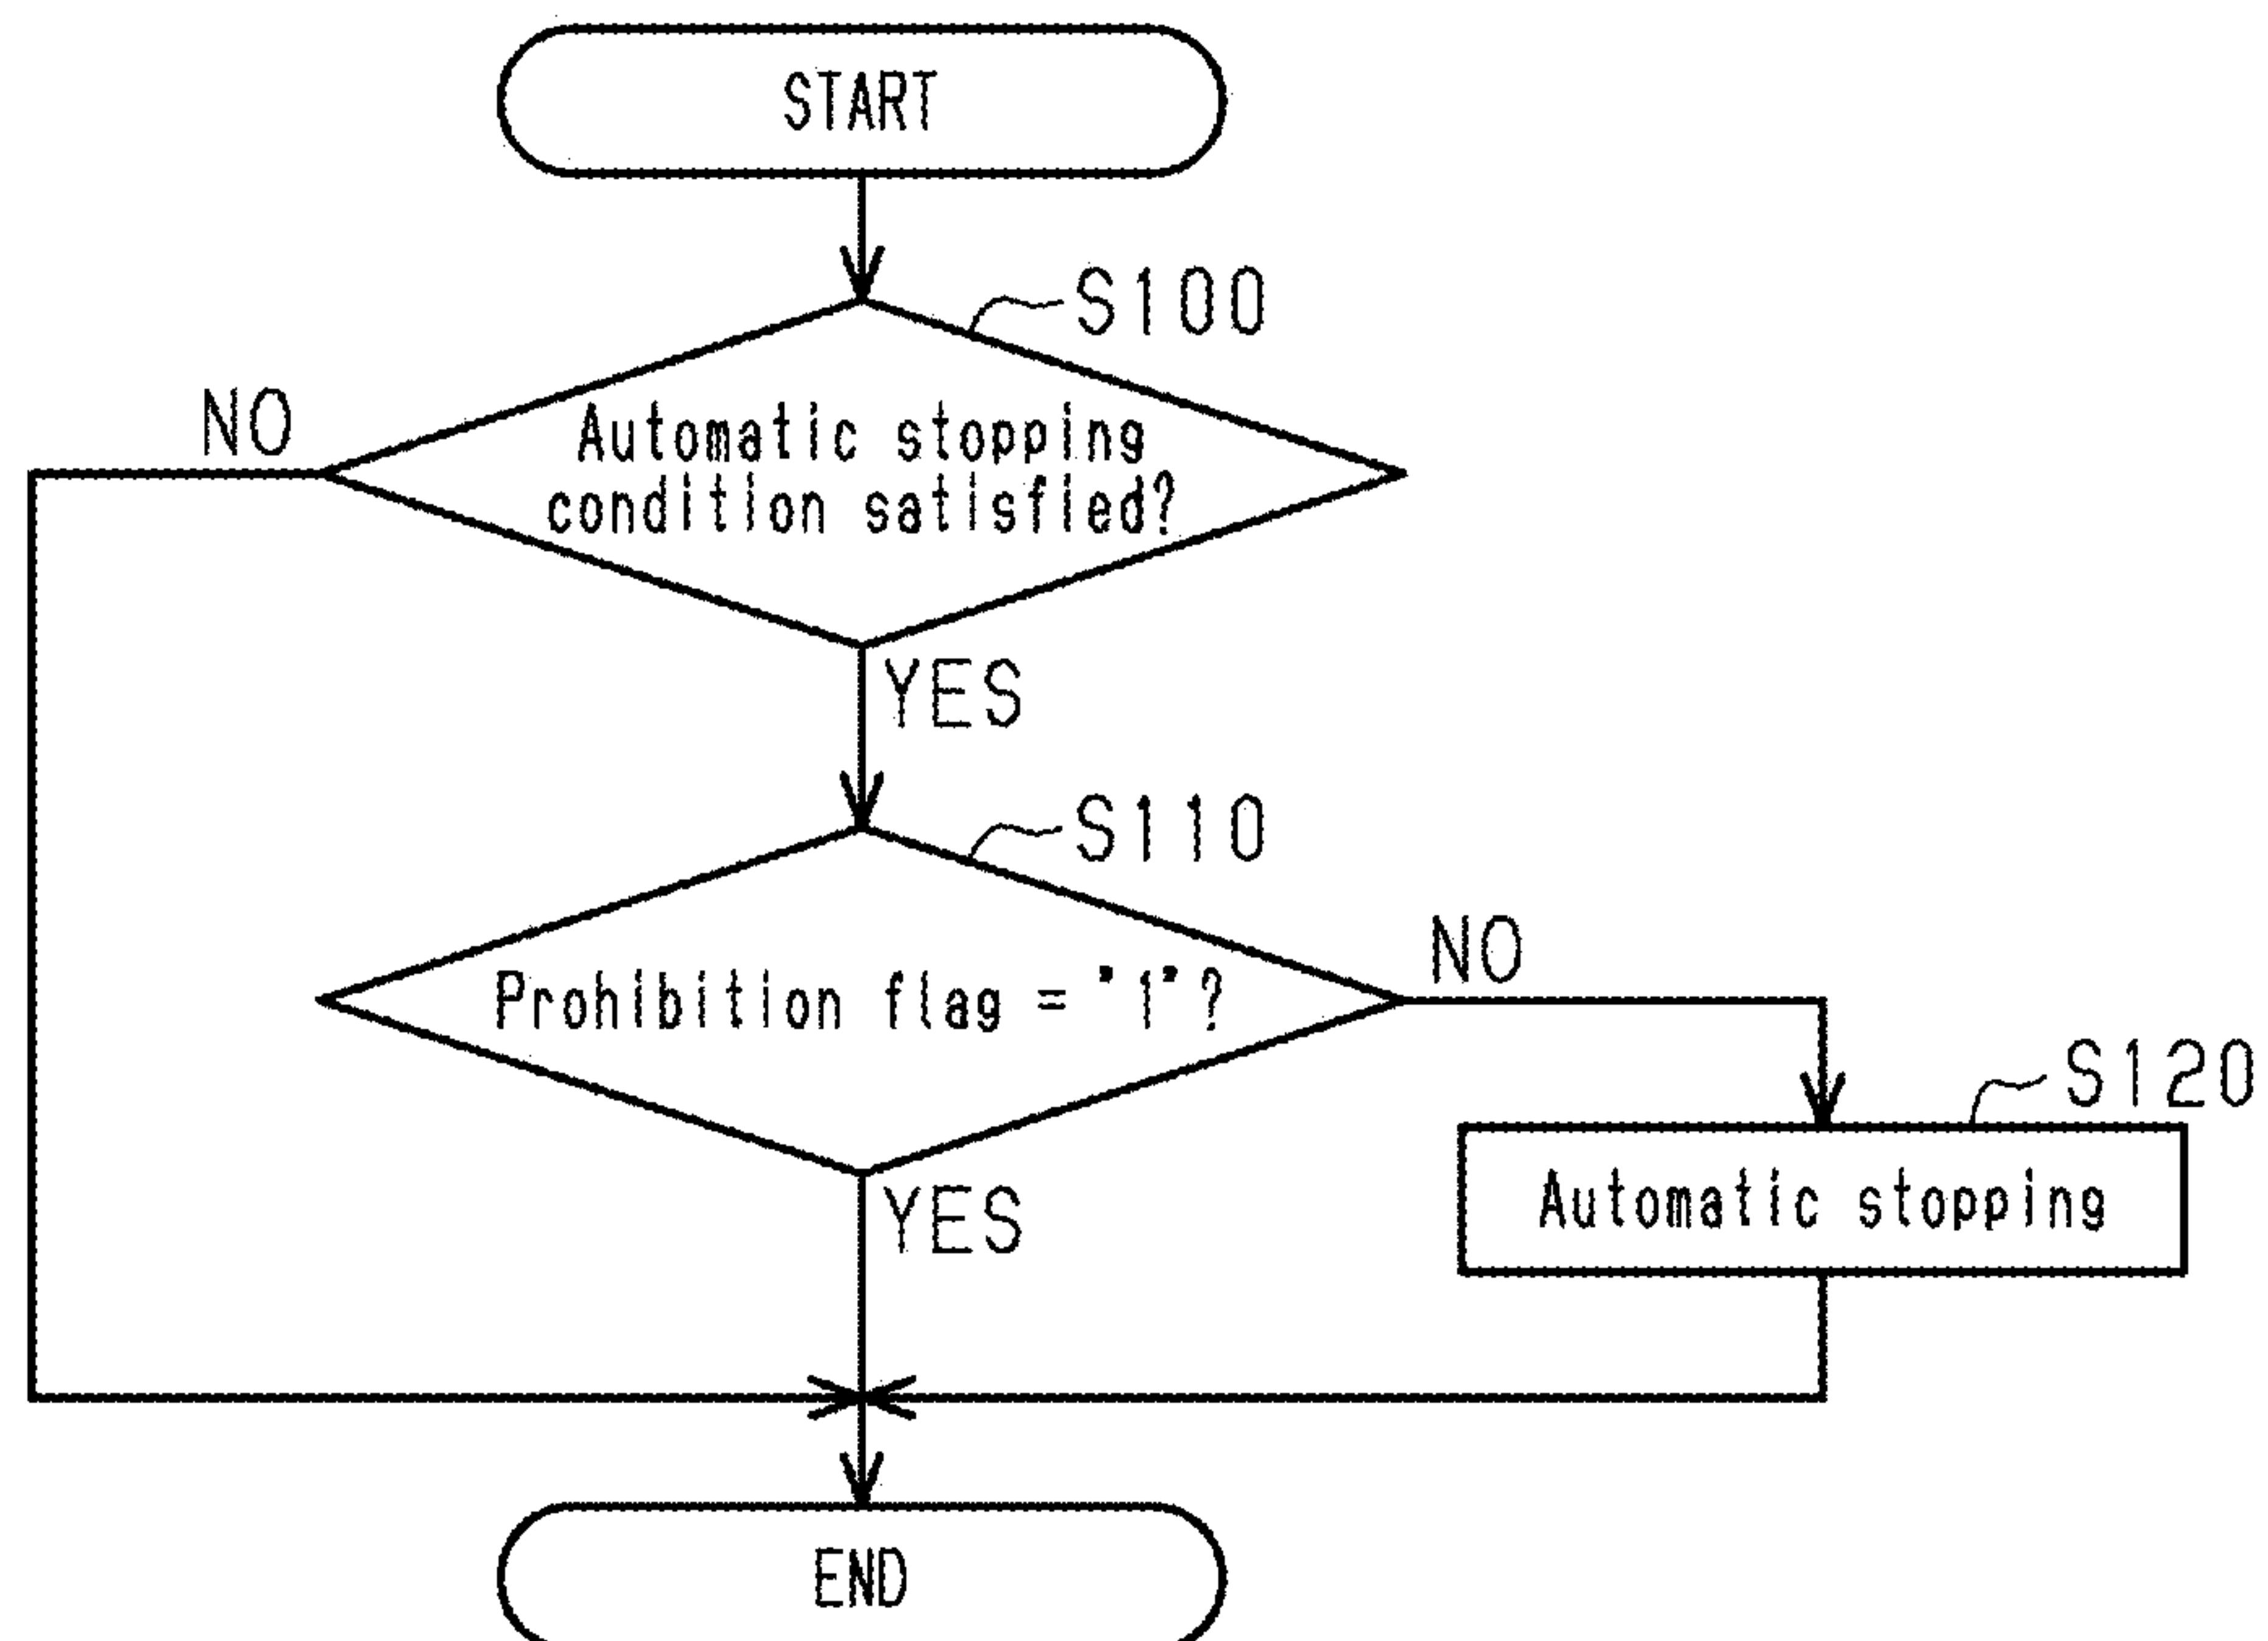 START
S100
NO
Automatic stopping
condition satisfied?
YES
S110
Prohibition flag = "1"?
NO
S120
Automatic stopping
YES
END